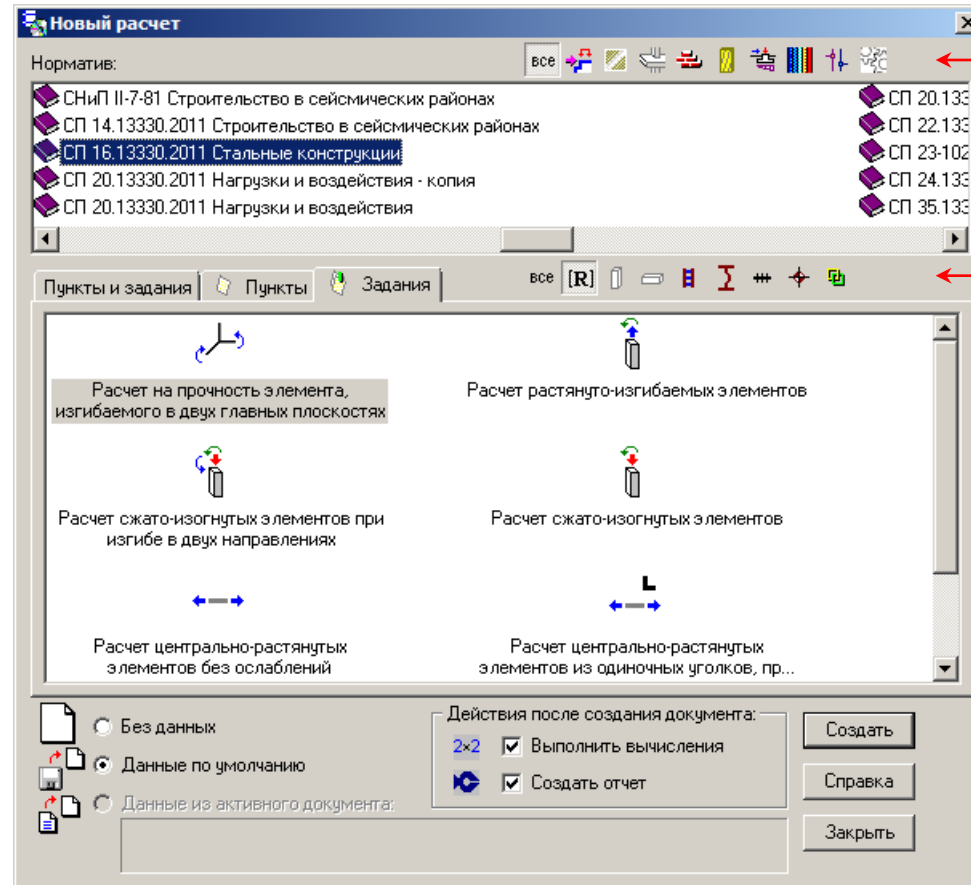 Новый расчет
Норматив:
все
СНиП II-7-81 Строительство в сейсмических районах
СП 14.13330.2011 Строительство в сейсмических районах
СП 16.13330.2011 Стальные конструкции
СП 20.13330.2011 Нагрузки и воздействия - копия
СП 20.13330.2011 Нагрузки и воздействия
СП 20.133
СП 22.133
СП 23-102
СП 24.133
СП 35.133
Пункты и задания
Пункты
Задания
все [R]
Расчет на прочность элемента,
изгибаемого в двух главных плоскостях
Расчет растянуто-изгибаемых элементов
Расчет сжато-изогнутых элементов при
изгибе в двух направлениях
Расчет сжато-изогнутых элементов
Расчет центрально-растянутых
элементов без ослаблений
Расчет центрально-растянутых
элементов из одиночных уголков, пр...
Без данных
Данные по умолчанию
Данные из активного документа:
Действия после создания документа:
2×2 Выполнить вычисления
Создать отчет
Создать
Справка
Закрыть